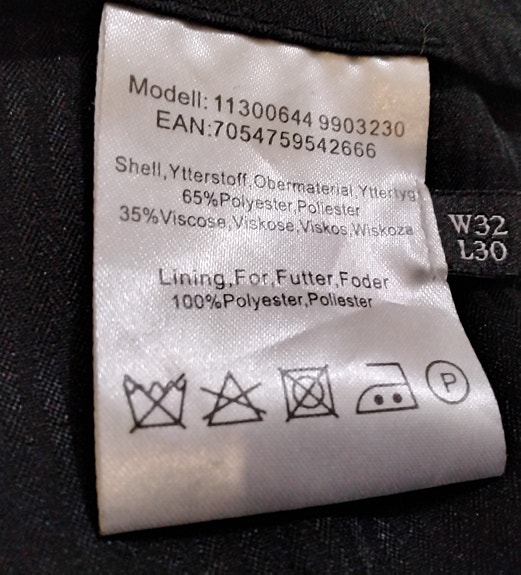 Modell: 11300644 9903230
EAN:7054759542666
Shell,Ytterstoff,Obermaterial,Yttertyg
65%Polyester,Poliester
35%Viscose,Viskose,Viskos,Wiskoza
Lining,For,Futter,Foder
100%Polyester,Poliester
P
W32
L30